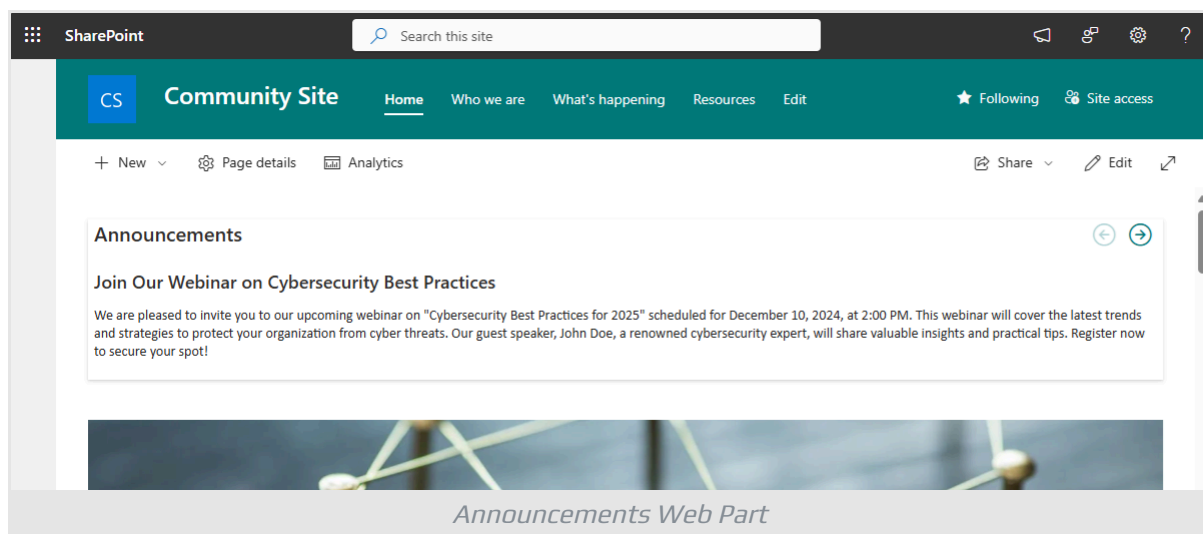 SharePoint
Search this site
?
CS
Community Site
Home
Who we are
What's happening
Resources
Edit
Following
Site access
New
Page details
Analytics
Share
Edit
Announcements
Join Our Webinar on Cybersecurity Best Practices
We are pleased to invite you to our upcoming webinar on "Cybersecurity Best Practices for 2025" scheduled for December 10, 2024, at 2:00 PM. This webinar will cover the latest trends
and strategies to protect your organization from cyber threats. Our guest speaker, John Doe, a renowned cybersecurity expert, will share valuable insights and practical tips. Register now
to secure your spot!
Announcements Web Part